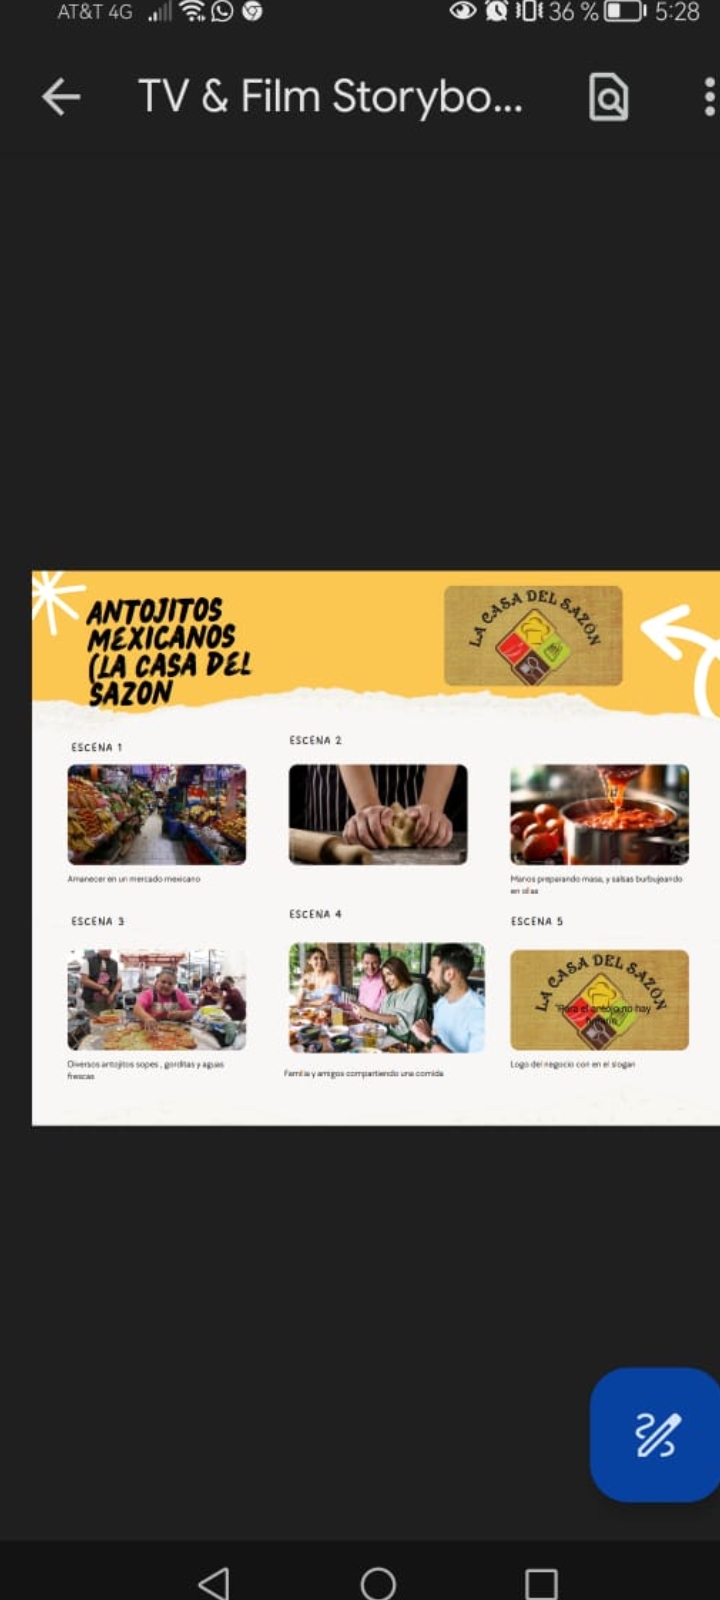 AT&T 4G
36 %
5:28
TV & Film Storybo...
ANTOJITOS
MEXICANOS
(LA CASA DEL
SAZON
LA CASA DEL SAZÓN
ESCENA 1
ESCENA 2
Amanecer en un mercado mexicano
Manos preparando masa, y salsas burbujeando
en ollas
ESCENA 3
ESCENA 4
ESCENA 5
LA CASA DEL SAZÓN
"Para el antojo no hay
Diversos antojitos sopes , gorditas y aguas
frescas
Familia y amigos compartiendo una comida
Logo del negocio con en el slogan